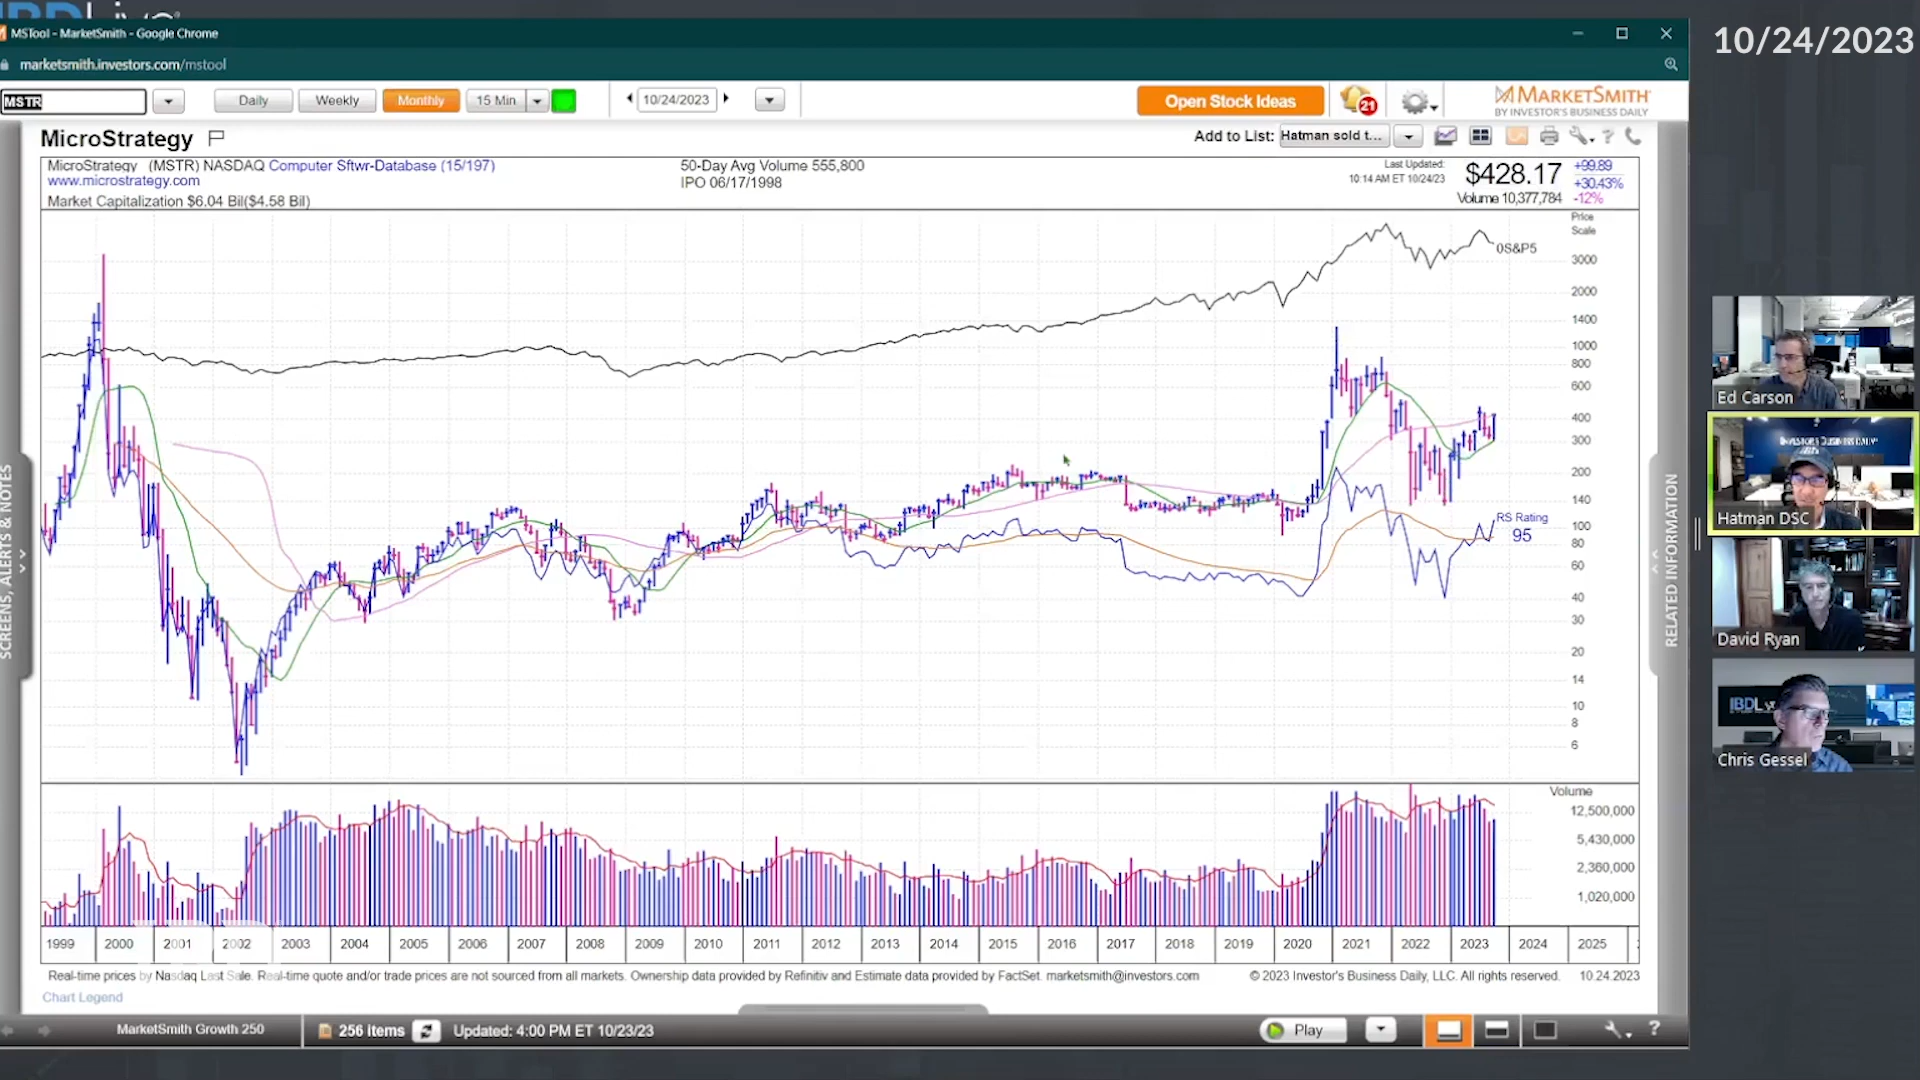 IBDLive
10/24/2023
MSTool - MarketSmith - Google Chrome
marketsmith.investors.com/mstool
MSTR
Daily
Weekly
Monthly
15 Min
10/24/2023
Open Stock Ideas
21
MARKETSMITH
BY INVESTOR'S BUSINESS DAILY
MicroStrategy
Add to List:
Hatman sold t...
MicroStrategy (MSTR) NASDAQ Computer Sftwr-Database (15/197)
www.microstrategy.com
Market Capitalization $6.04 Bil($4.58 Bil)
50-Day Avg Volume 555,800
IPO 06/17/1998
Last Updated:
10:14 AM ET 10/24/23
$428.17
+99.89
+30.43%
Volume 10,377,784
-12%
Price
Scale
0S&P5
3000
2000
1400
1000
800
600
400
300
200
140
100
80
60
40
30
20
14
10
8
6
RS Rating
95
Volume
12,500,000
5,430,000
2,360,000
1,020,000
1999 2000 2001 2002 2003 2004 2005 2006 2007 2008 2009 2010 2011 2012 2013 2014 2015 2016 2017 2018 2019 2020 2021 2022 2023 2024 2025
Real-time prices by Nasdaq Last Sale. Real-time quote and/or trade prices are not sourced from all markets. Ownership data provided by Refinitiv and Estimate data provided by FactSet. marketsmith@investors.com
© 2023 Investor's Business Daily, LLC. All rights reserved.
10.24.2023
Chart Legend
SCREENS, ALERTS & NOTES
RELATED INFORMATION
MarketSmith Growth 250
256 items
Updated: 4:00 PM ET 10/23/23
Play
?
Ed Carson
INVESTOR'S BUSINESS DAILY
Hatman DSC
David Ryan
IBDL
Chris Gessel